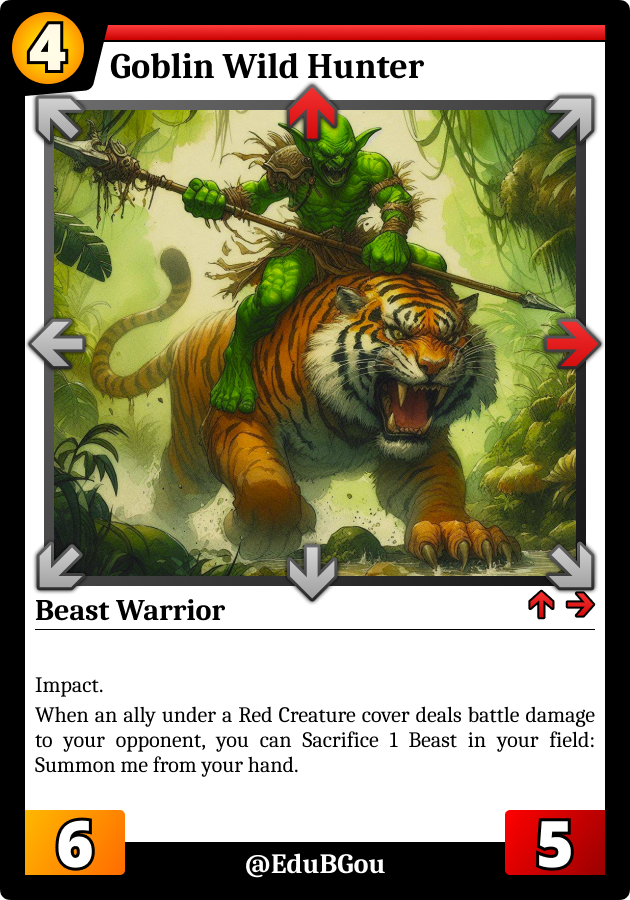 4
Goblin Wild Hunter
Beast Warrior
Impact.
When an ally under a Red Creature cover deals battle damage
to your opponent, you can Sacrifice 1 Beast in your field:
Summon me from your hand.
6
@EduBGou
5